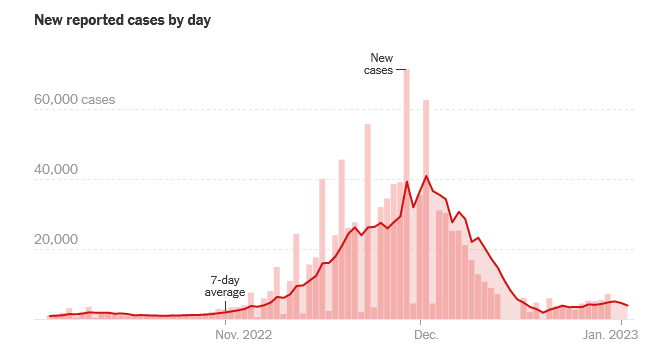 New reported cases by day
New
cases
60,000 cases
40,000
20,000
7-day
average
Nov. 2022
Dec.
Jan. 2023